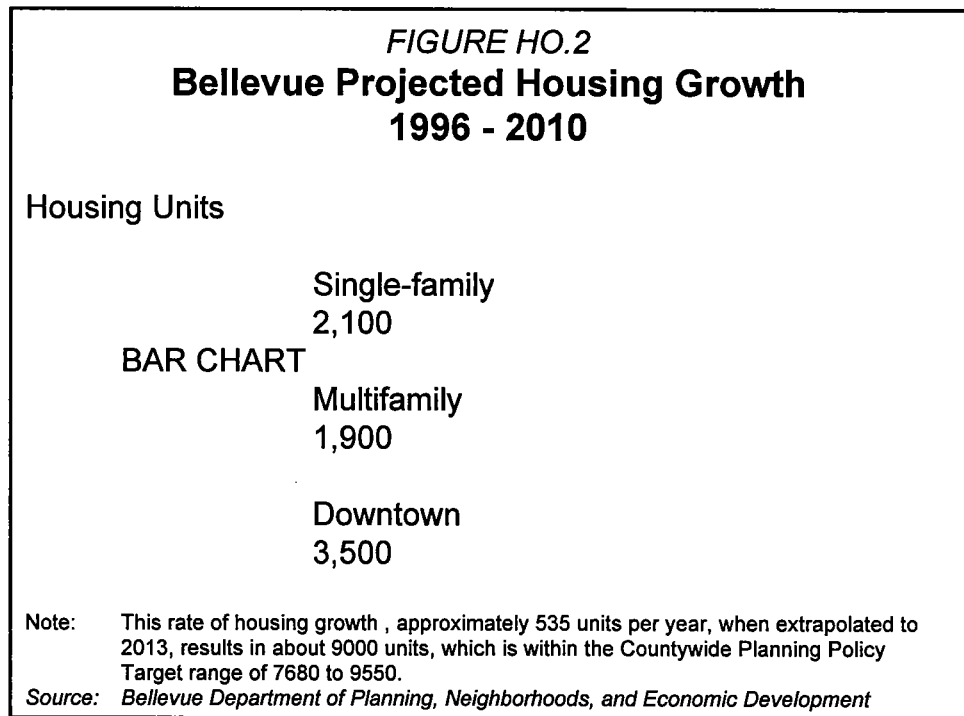 FIGURE HO.2
Bellevue Projected Housing Growth
1996 - 2010
Housing Units
Single-family
2,100
BAR CHART
Multifamily
1,900
Downtown
3,500
Note: This rate of housing growth , approximately 535 units per year, when extrapolated to
2013, results in about 9000 units, which is within the Countywide Planning Policy
Target range of 7680 to 9550.
Source: Bellevue Department of Planning, Neighborhoods, and Economic Development